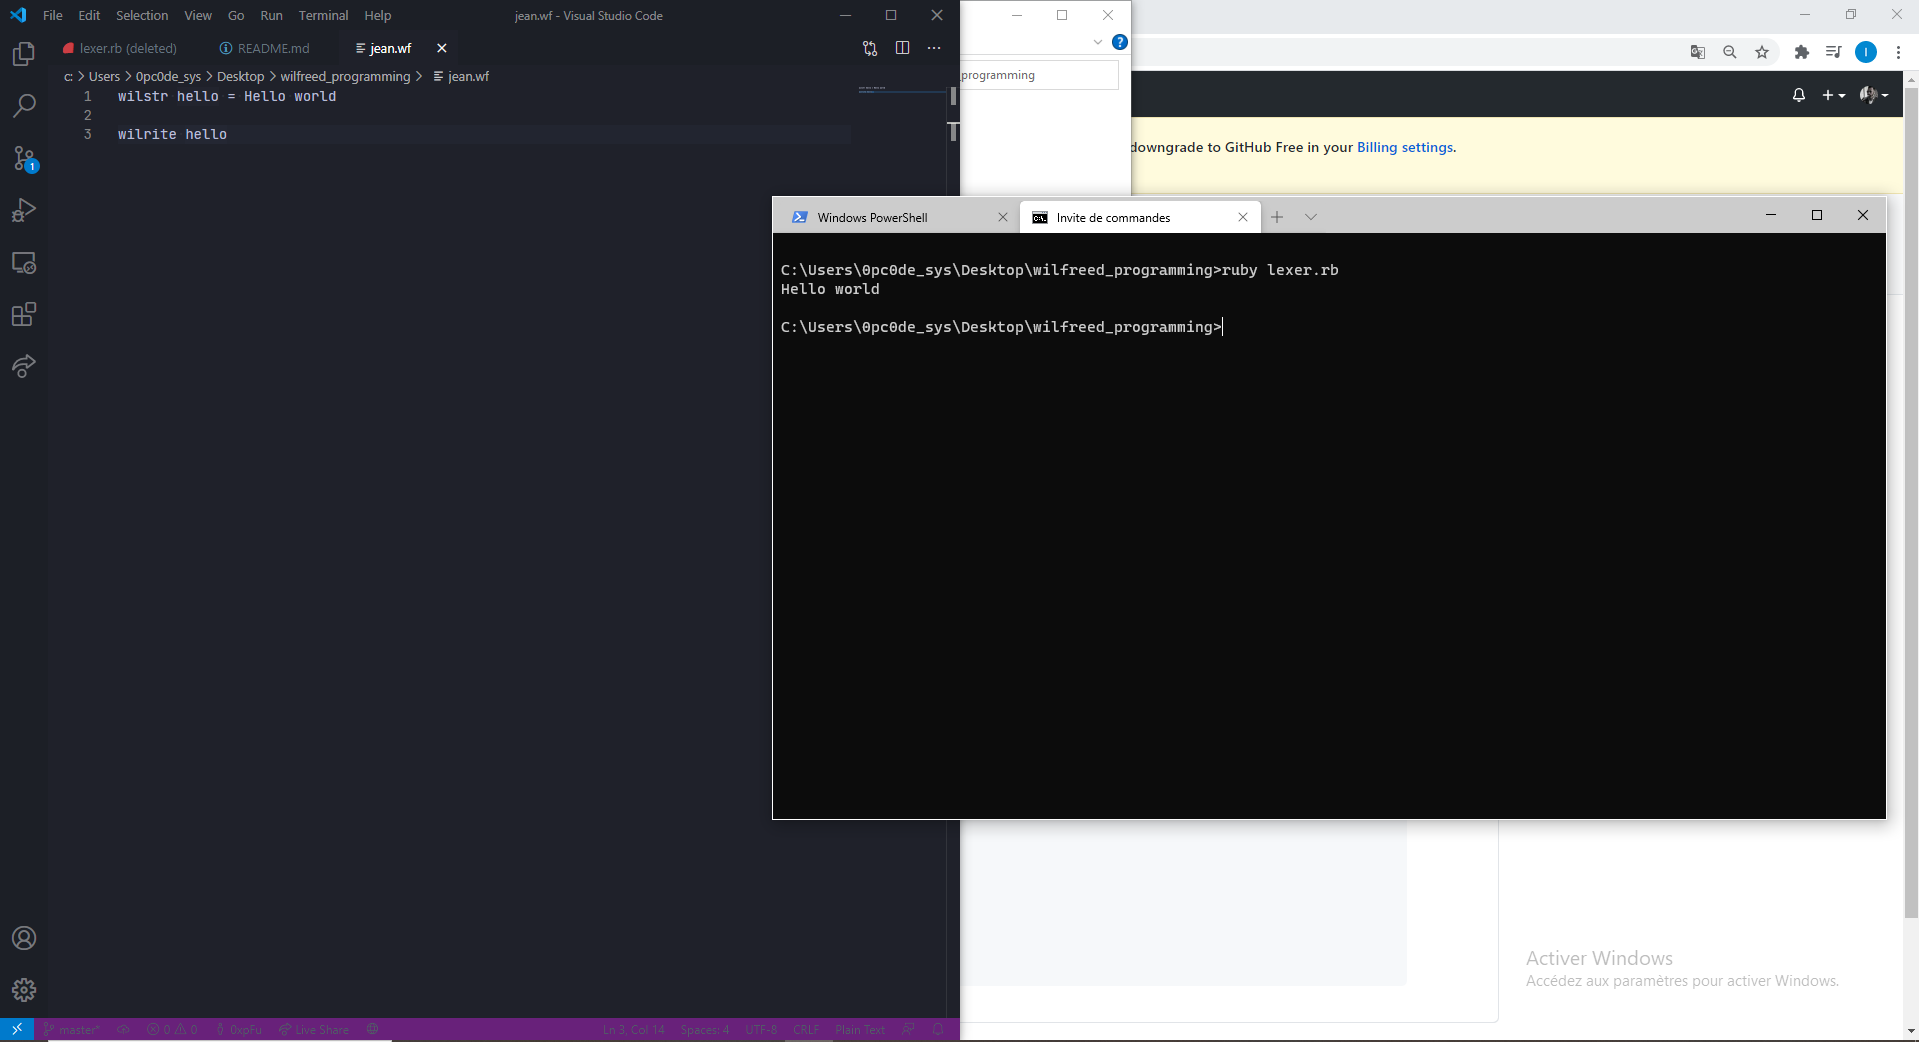 File Edit Selection View Go Run Terminal Help
jean.wf - Visual Studio Code
lexer.rb (deleted) README.md jean.wf
c: > Users > 0pc0de_sys > Desktop > wilfreed_programming > jean.wf
1 wilstr hello = Hello world
2
3 wilrite hello
1
_programming
?
I
downgrade to GitHub Free in your Billing settings.
Windows PowerShell
Invite de commandes
C:\Users\0pc0de_sys\Desktop\wilfreed_programming>ruby lexer.rb
Hello world
C:\Users\0pc0de_sys\Desktop\wilfreed_programming>
Activer Windows
Accédez aux paramètres pour activer Windows.
master* 0 0 0xpFu Live Share Ln 3, Col 14 Spaces: 4 UTF-8 CRLF Plain Text